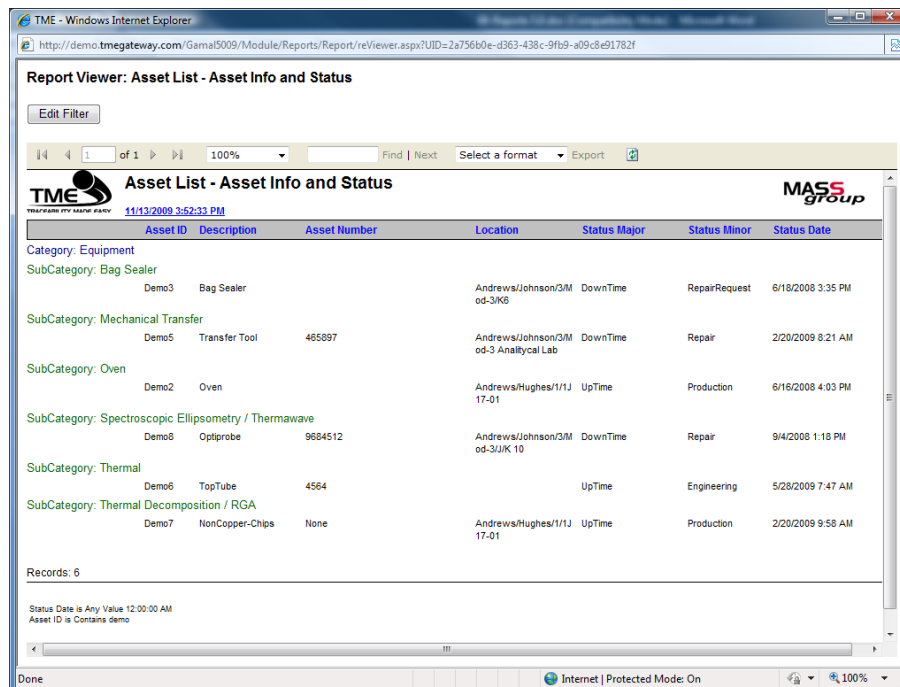 TME - Windows Internet Explorer
http://demo.tmegateway.com/Gamal5009/Module/Reports/Report/reViewer.aspx?UID=2a756b0e-d363-438c-9fb9-a09c8e91782f
Report Viewer: Asset List - Asset Info and Status
Edit Filter
1 of 1 100% Find | Next Select a format Export
TME
TRACEABILITY MADE EASY
Asset List - Asset Info and Status
MASS group
11/13/2009 3:52:33 PM
Asset ID Description Asset Number Location Status Major Status Minor Status Date
Category: Equipment
SubCategory: Bag Sealer
Demo3 Bag Sealer Andrews/Johnson/3/M DownTime RepairRequest 6/18/2008 3:35 PM
od-3/K6
SubCategory: Mechanical Transfer
Demo5 Transfer Tool 465897 Andrews/Johnson/3/M DownTime Repair 2/20/2009 8:21 AM
od-3 Analitycal Lab
SubCategory: Oven
Demo2 Oven Andrews/Hughes/1/1J UpTime Production 6/16/2008 4:03 PM
17-01
SubCategory: Spectroscopic Ellipsometry / Thermawave
Demo8 Optiprobe 9684512 Andrews/Johnson/3/M DownTime Repair 9/4/2008 1:18 PM
od-3/J/K 10
SubCategory: Thermal
Demo6 TopTube 4564 UpTime Engineering 5/28/2009 7:47 AM
SubCategory: Thermal Decomposition / RGA
Demo7 NonCopper-Chips None Andrews/Hughes/1/1J UpTime Production 2/20/2009 9:58 AM
17-01
Records: 6
Status Date is Any Value 12:00:00 AM
Asset ID is Contains demo
Done Internet | Protected Mode: On 100%